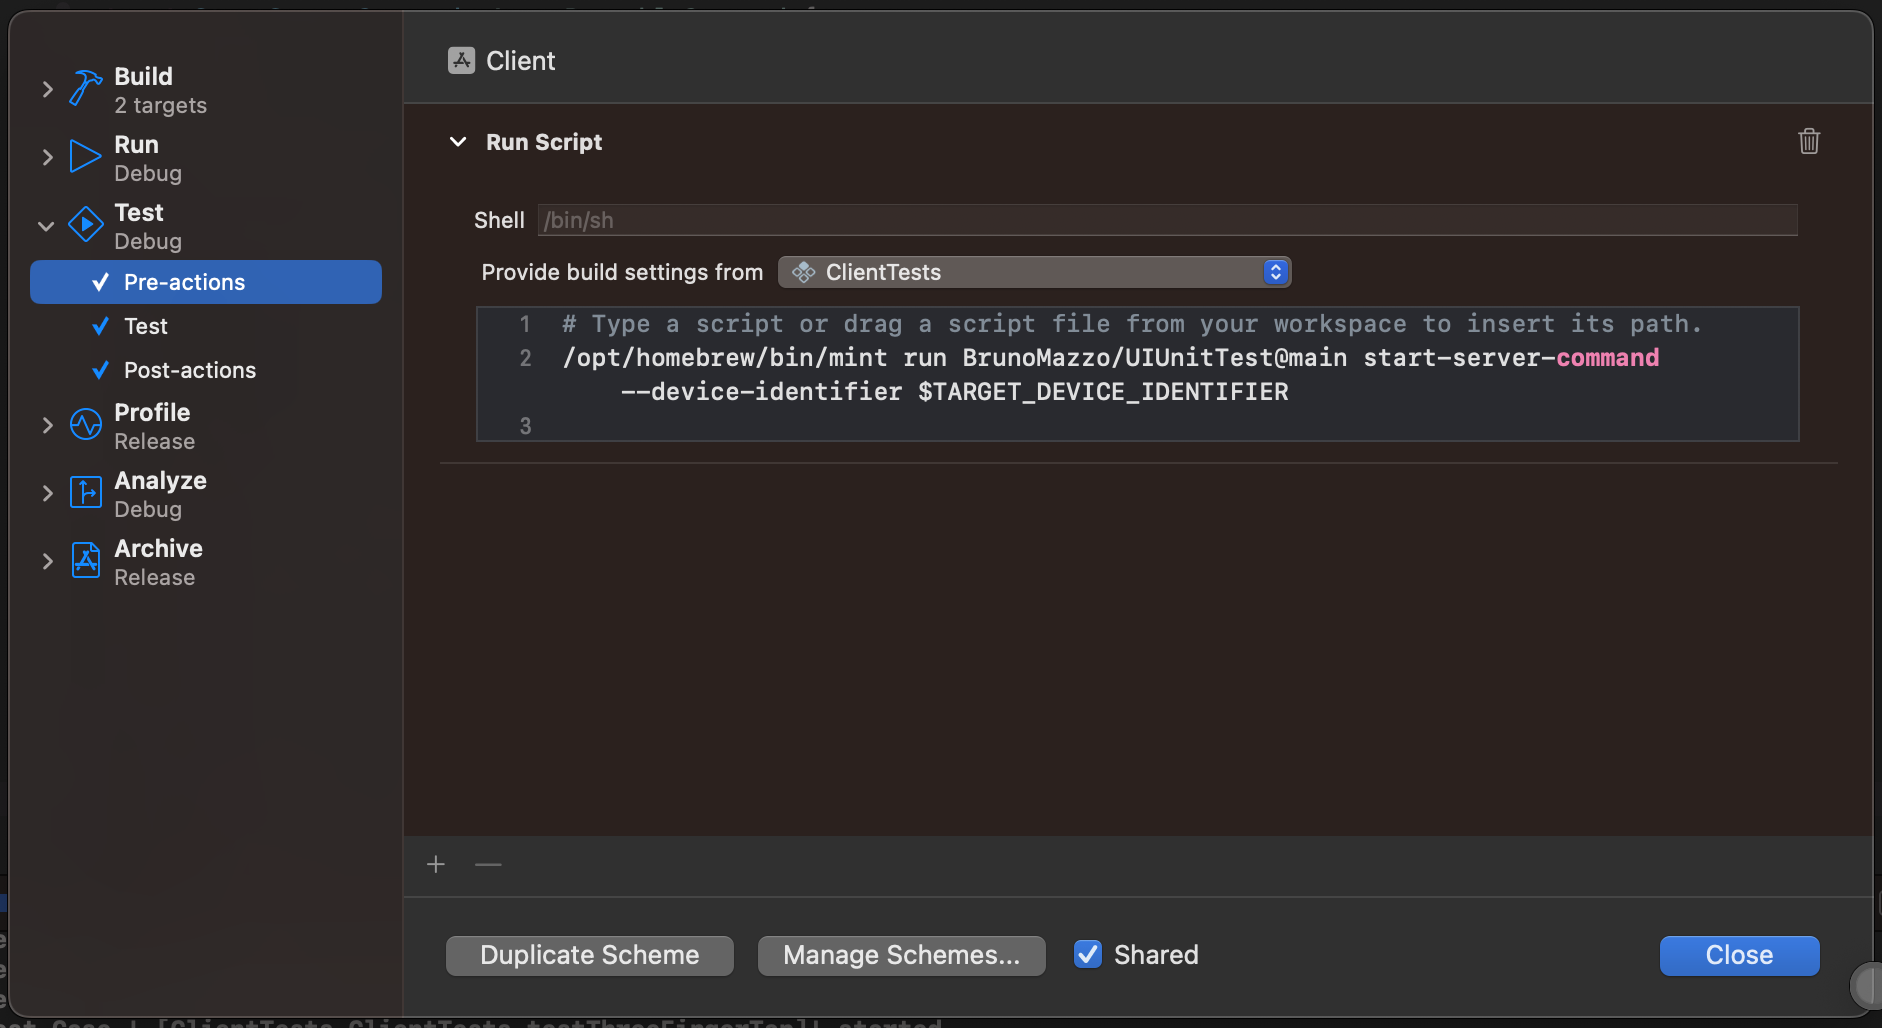 Build
2 targets
Run
Debug
Test
Debug
Pre-actions
Test
Post-actions
Profile
Release
Analyze
Debug
Archive
Release
Client
Run Script
Shell /bin/sh
Provide build settings from ClientTests
1 # Type a script or drag a script file from your workspace to insert its path.
2 /opt/homebrew/bin/mint run BrunoMazzo/UIUnitTest@main start-server-command
--device-identifier $TARGET_DEVICE_IDENTIFIER
3
Duplicate Scheme Manage Schemes... Shared Close